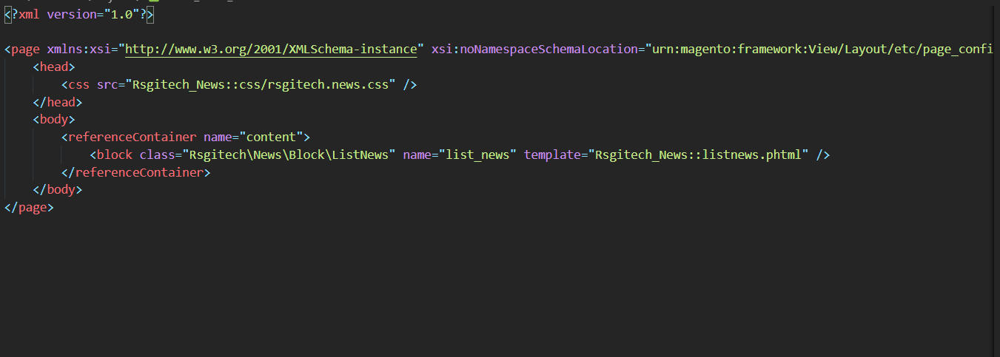 <?xml version="1.0"?>
<page xmlns:xsi="http://www.w3.org/2001/XMLSchema-instance" xsi:noNamespaceSchemaLocation="urn:magento:framework:View/Layout/etc/page_confi
<head>
<css src="Rsgitech_News::css/rsgitech.news.css" />
</head>
<body>
<referenceContainer name="content">
<block class="Rsgitech\News\Block\ListNews" name="list_news" template="Rsgitech_News::listnews.phtml" />
</referenceContainer>
</body>
</page>